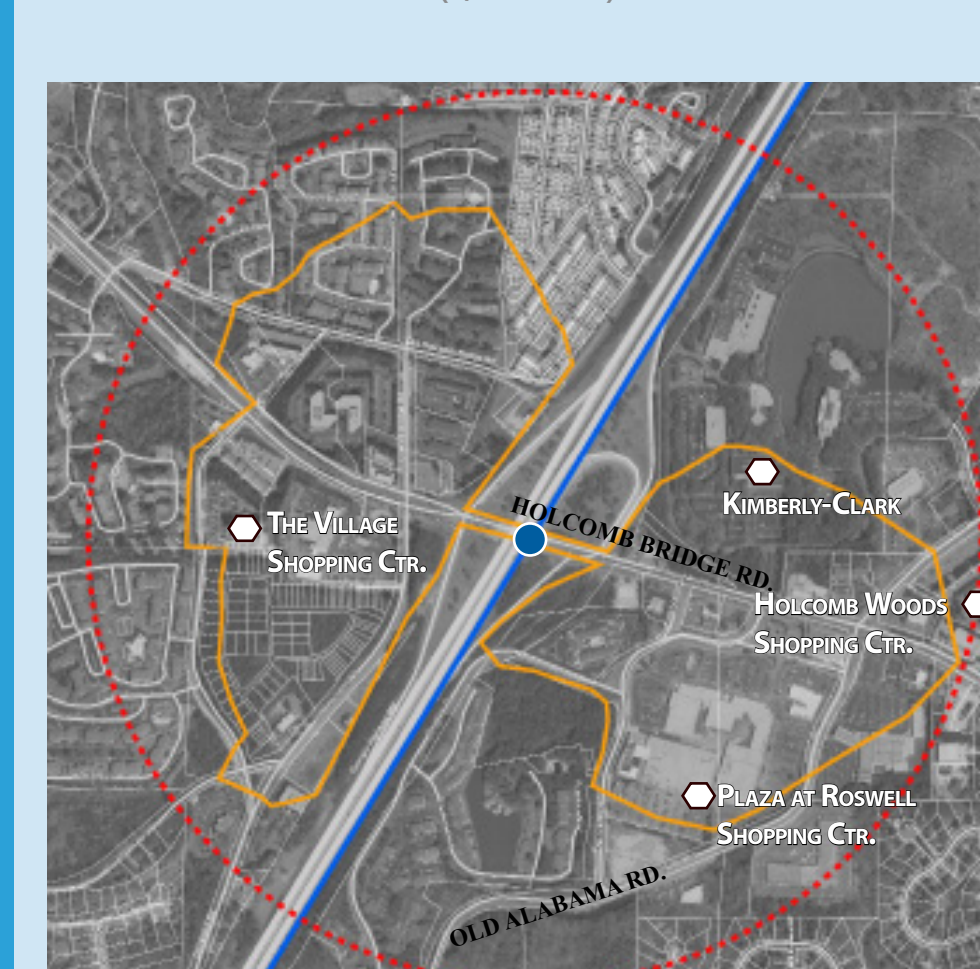 HOLCOMB BRIDGE RD.
KIMBERLY-CLARK
THE VILLAGE
SHOPPING CTR.
HOLCOMB WOODS
SHOPPING CTR.
PLAZA AT ROSWELL
SHOPPING CTR.
OLD ALABAMA RD.